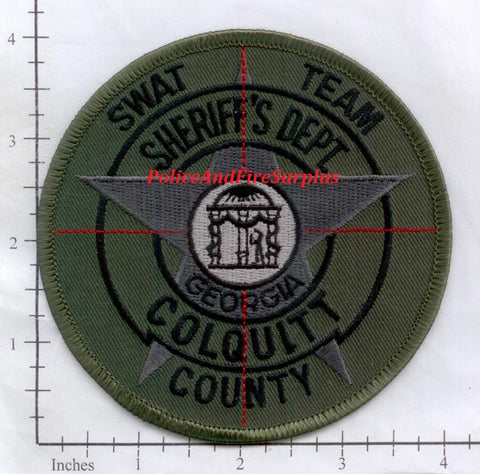 SWAT TEAM
SHERIFF'S DEPT
PoliceAndFireSurplus
GEORGIA
COLQUITT
COUNTY
4
3
2
1
Inches 1 2 3 4